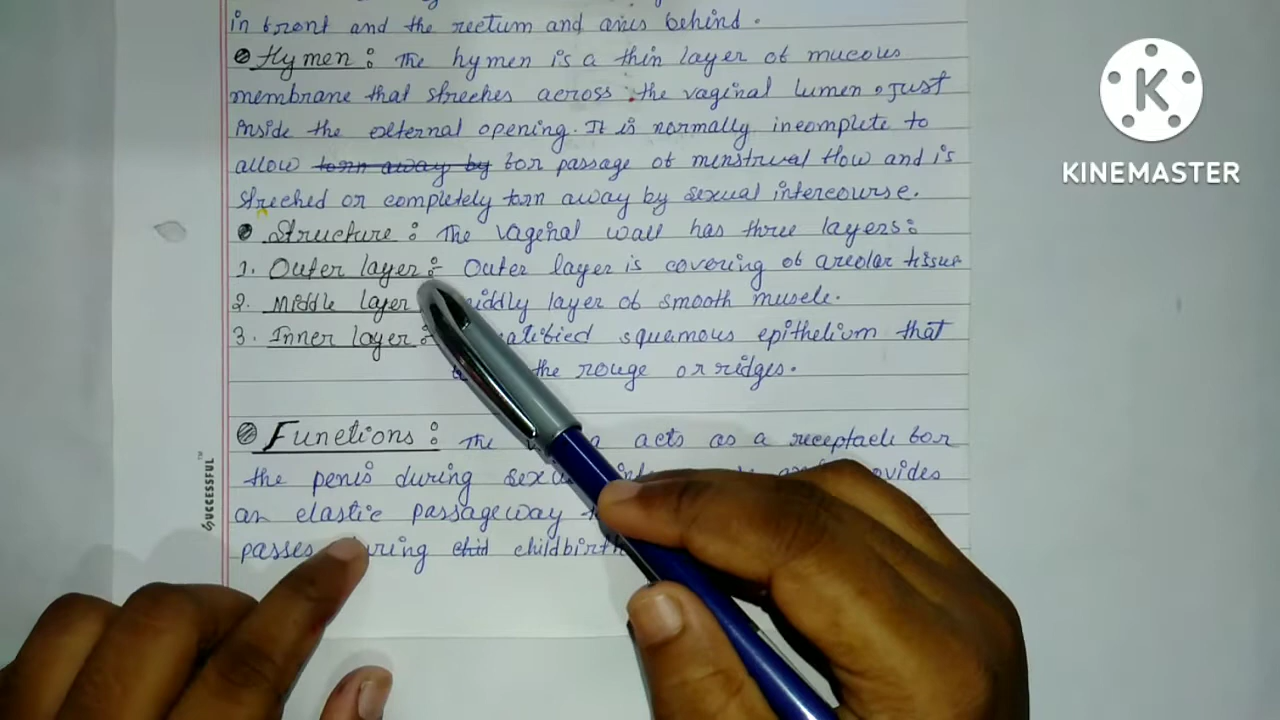 in front and the rectum and anus behind.
Hymen : The hymen is a thin layer of mucous
membrane that streches across the vaginal lumen. Just
inside the external opening. It is normally incomplete to
allow torn away by for passage of menstrual flow and is
streched or completely torn away by sexual intercourse.
Structure : The vaginal wall has three layers :
1. Outer layer :- Outer layer is covering of areolar tissue
2. Middle layer middly layer of smooth muscle.
3. Inner layer : squamous epithelium that
the rouge or ridges.
Functions : The acts as a receptacle for
the penis during
an elastic passageway
passes during chid childbirth
SUCCESSFUL
K
KINEMASTER